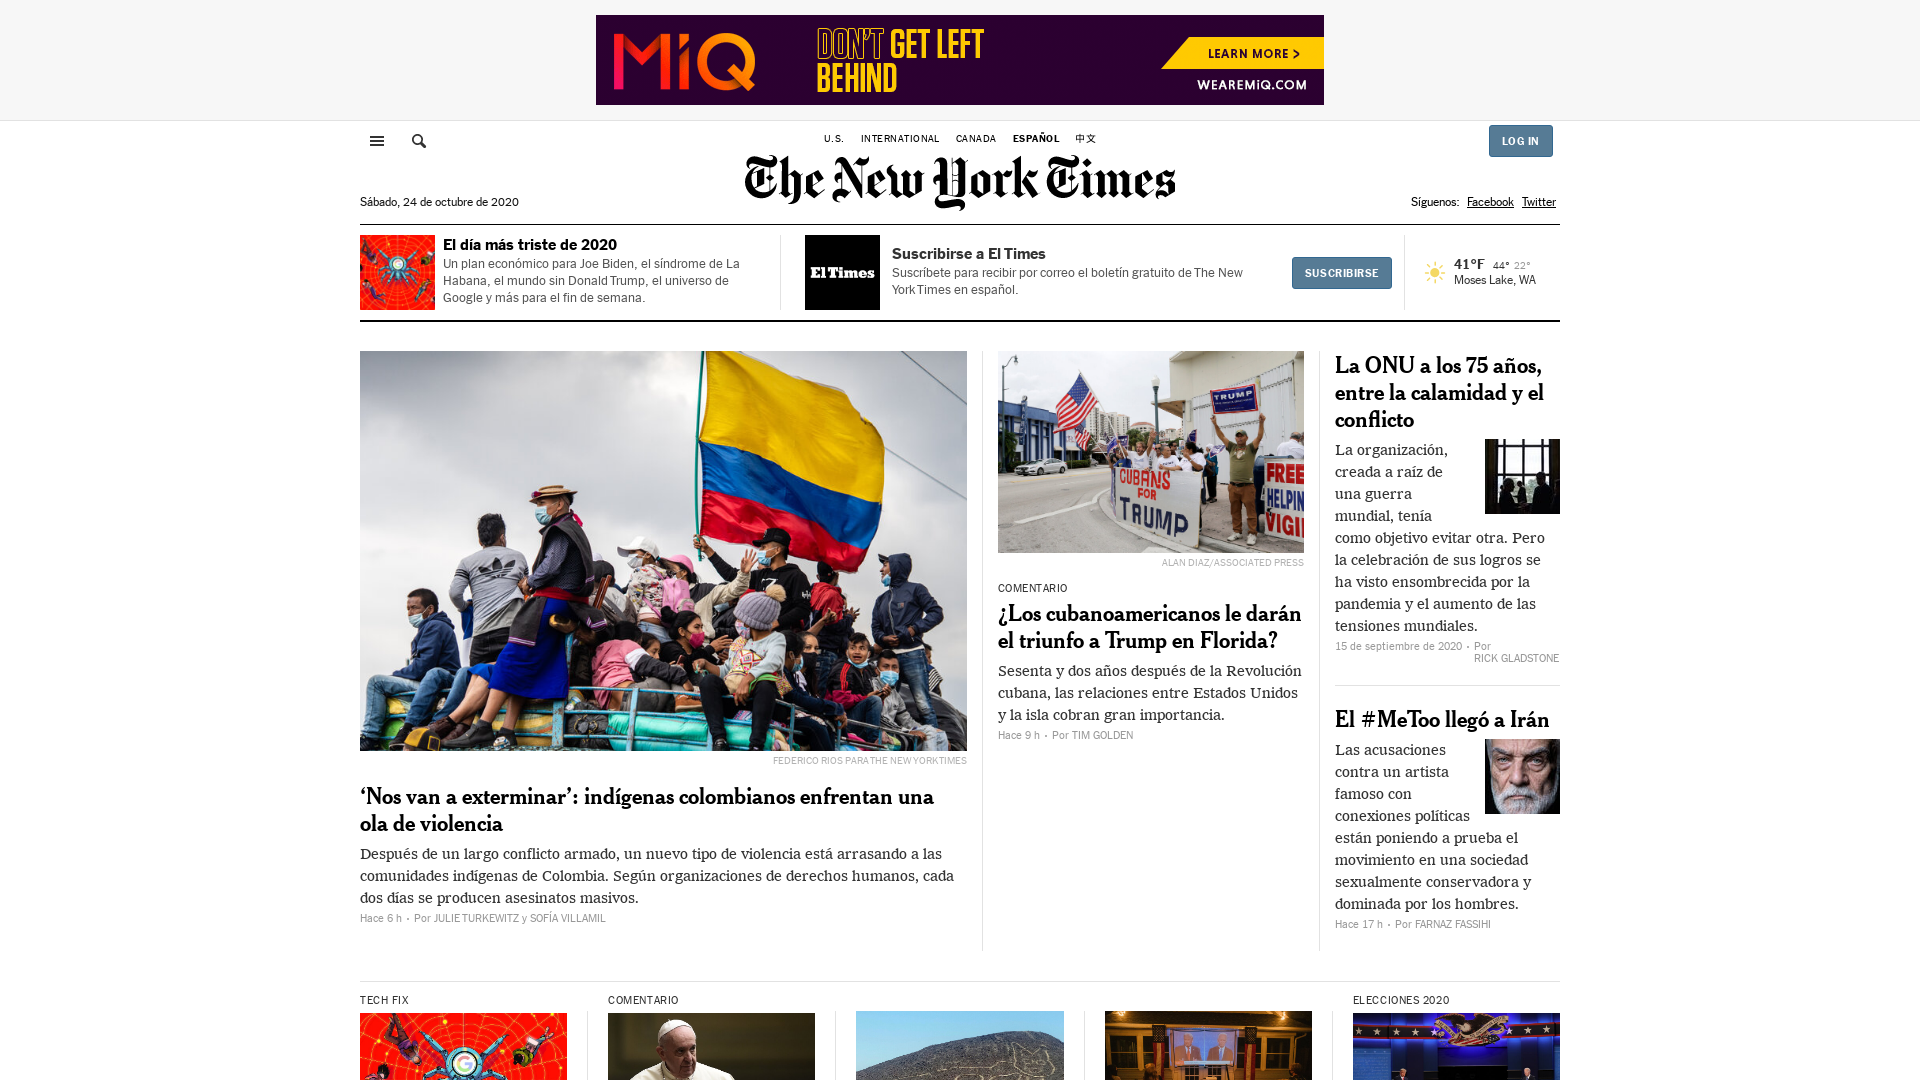 MiQ
DON'T GET LEFT
BEHIND
LEARN MORE >
WEAREMiQ.COM
U.S. INTERNATIONAL CANADA ESPAÑOL 中文
LOG IN
The New York Times
Sábado, 24 de octubre de 2020
Síguenos: Facebook Twitter
El día más triste de 2020
Un plan económico para Joe Biden, el síndrome de La
Habana, el mundo sin Donald Trump, el universo de
Google y más para el fin de semana.
El Times
Suscribirse a El Times
Suscríbete para recibir por correo el boletín gratuito de The New
York Times en español.
SUSCRIBIRSE
41°F 44° 22°
Moses Lake, WA
FEDERICO RIOS PARA THE NEW YORK TIMES
‘Nos van a exterminar’: indígenas colombianos enfrentan una
ola de violencia
Después de un largo conflicto armado, un nuevo tipo de violencia está arrasando a las
comunidades indígenas de Colombia. Según organizaciones de derechos humanos, cada
dos días se producen asesinatos masivos.
Hace 6 h • Por JULIE TURKEWITZ y SOFÍA VILLAMIL
TRUMP
CUBANS
FOR
TRUMP
FREE
HELPING
VIGI
ALAN DIAZ/ASSOCIATED PRESS
COMENTARIO
¿Los cubanoamericanos le darán
el triunfo a Trump en Florida?
Sesenta y dos años después de la Revolución
cubana, las relaciones entre Estados Unidos
y la isla cobran gran importancia.
Hace 9 h • Por TIM GOLDEN
La ONU a los 75 años,
entre la calamidad y el
conflicto
La organización,
creada a raíz de
una guerra
mundial, tenía
como objetivo evitar otra. Pero
la celebración de sus logros se
ha visto ensombrecida por la
pandemia y el aumento de las
tensiones mundiales.
15 de septiembre de 2020 • Por
RICK GLADSTONE
El #MeToo llegó a Irán
Las acusaciones
contra un artista
famoso con
conexiones políticas
están poniendo a prueba el
movimiento en una sociedad
sexualmente conservadora y
dominada por los hombres.
Hace 17 h • Por FARNAZ FASSIHI
TECH FIX
COMENTARIO
ELECCIONES 2020